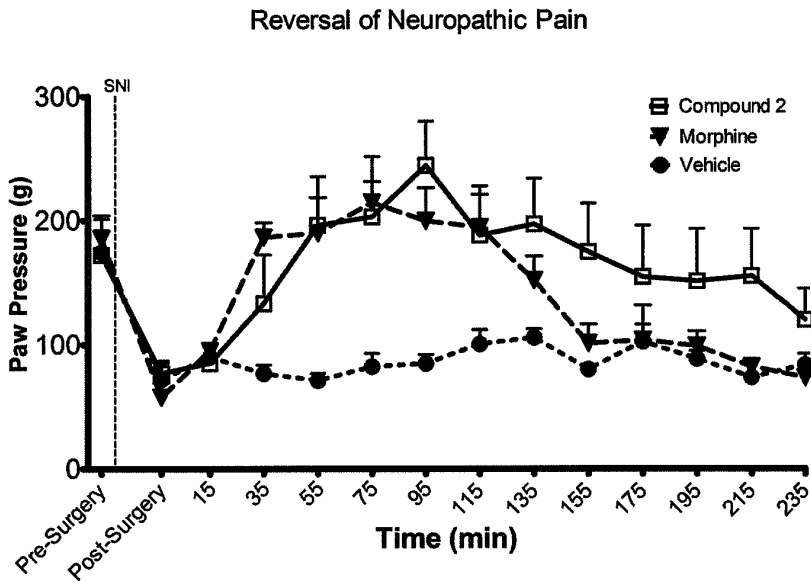 Reversal of Neuropathic Pain
SNI
300
200
100
0
Paw Pressure (g)
Compound 2
Morphine
Vehicle
Pre-Surgery
Post-Surgery
15
35
55
75
95
115
135
155
175
195
215
235
Time (min)